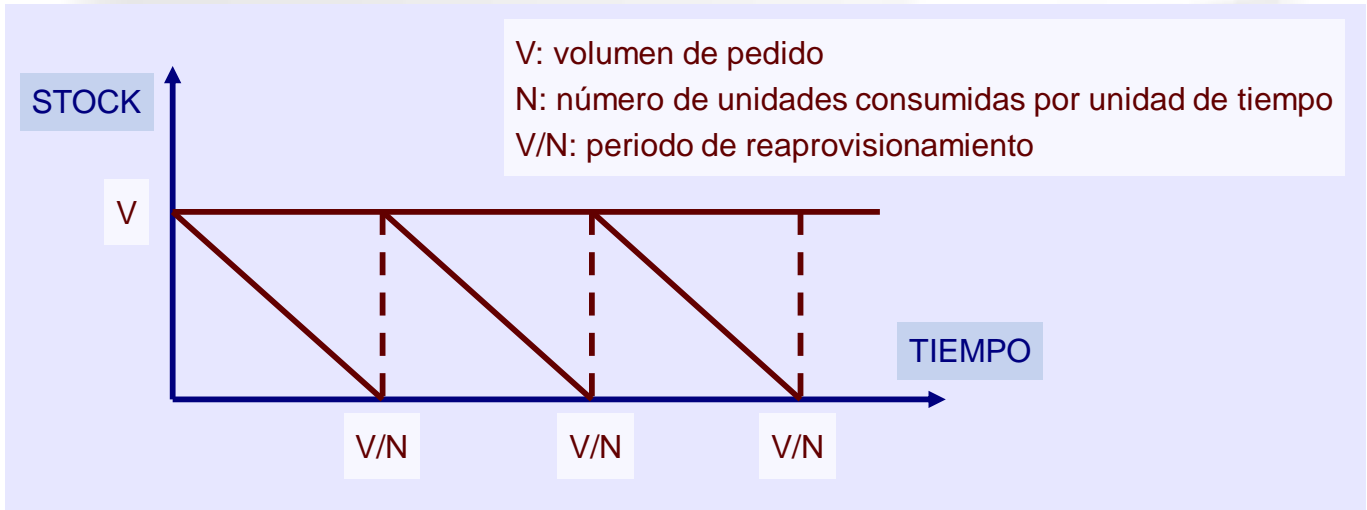 V: volumen de pedido
N: número de unidades consumidas por unidad de tiempo
V/N: periodo de reaprovisionamiento
STOCK
V
TIEMPO
V/N
V/N
V/N